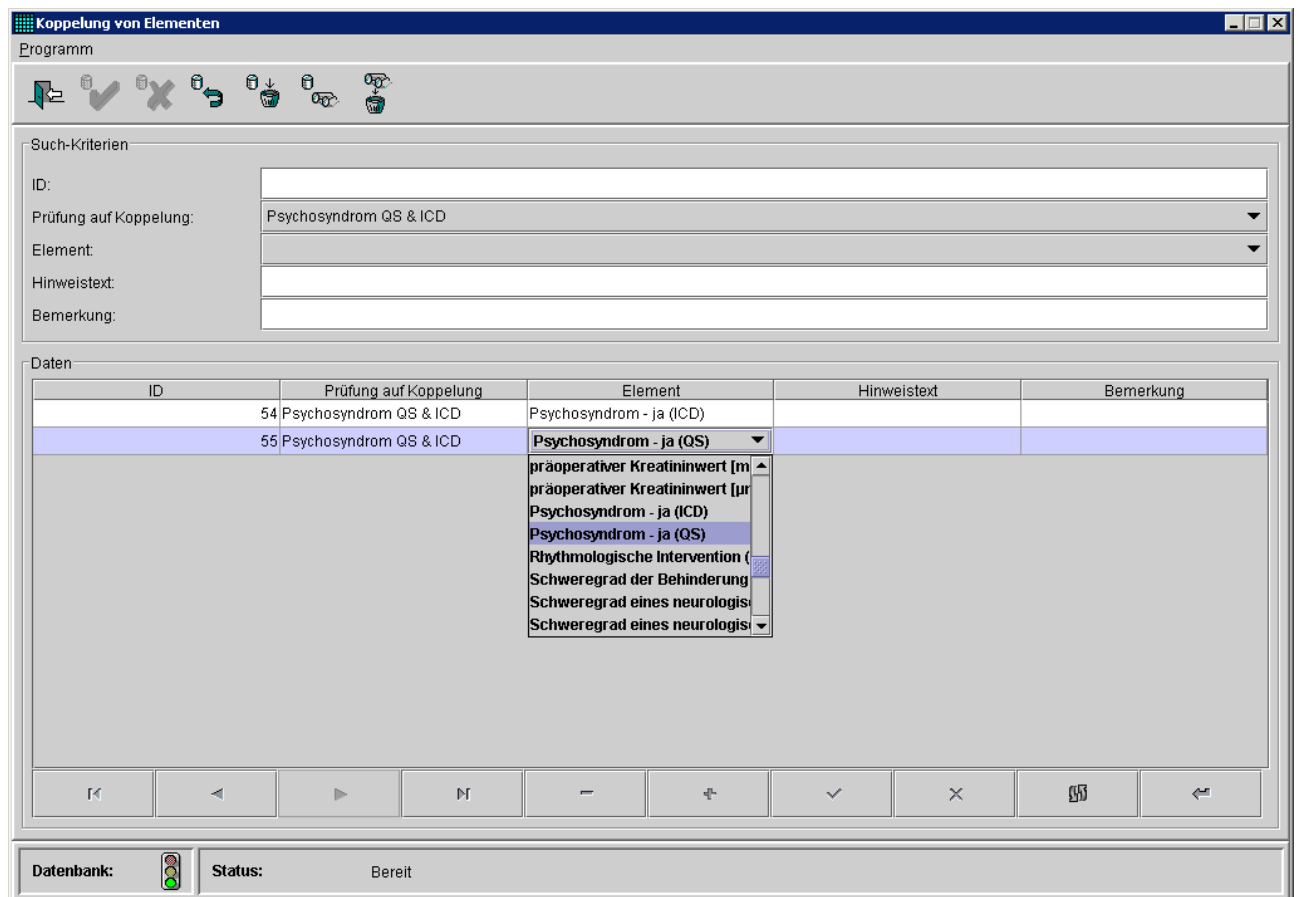 Koppelung von Elementen
Programm
Such-Kriterien
ID:
Prüfung auf Koppelung: Psychosyndrom QS & ICD
Element:
Hinweistext:
Bemerkung:
Daten
ID Prüfung auf Koppelung Element Hinweistext Bemerkung
54 Psychosyndrom QS & ICD Psychosyndrom - ja (ICD)
55 Psychosyndrom QS & ICD Psychosyndrom - ja (QS)
präoperativer Kreatininwert [m
präoperativer Kreatininwert [µr
Psychosyndrom - ja (ICD)
Psychosyndrom - ja (QS)
Rhythmologische Intervention (
Schweregrad der Behinderung
Schweregrad eines neurologis
Schweregrad eines neurologis
Datenbank: Status: Bereit